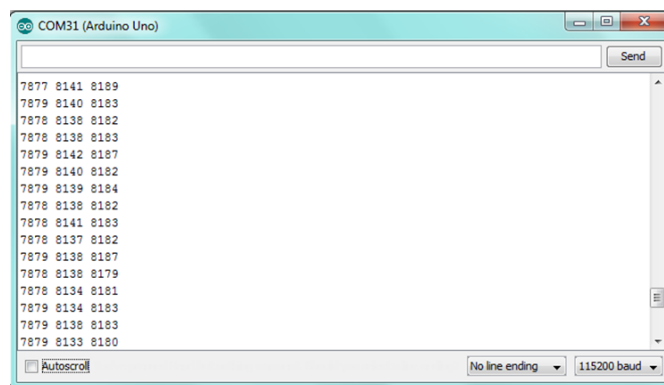 COM31 (Arduino Uno)
Send
7877 8141 8189
7879 8140 8183
7878 8138 8182
7878 8138 8183
7879 8142 8187
7879 8140 8182
7879 8139 8184
7878 8138 8182
7878 8141 8183
7878 8137 8182
7879 8138 8187
7878 8138 8179
7878 8134 8181
7879 8134 8183
7879 8138 8183
7879 8133 8180
Autoscroll
No line ending
115200 baud